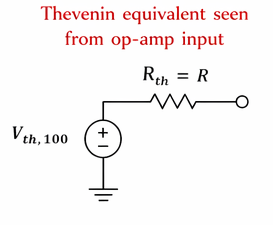 Thevenin equivalent seen
from op-amp input
R_th = R
V_th, 100
+
−